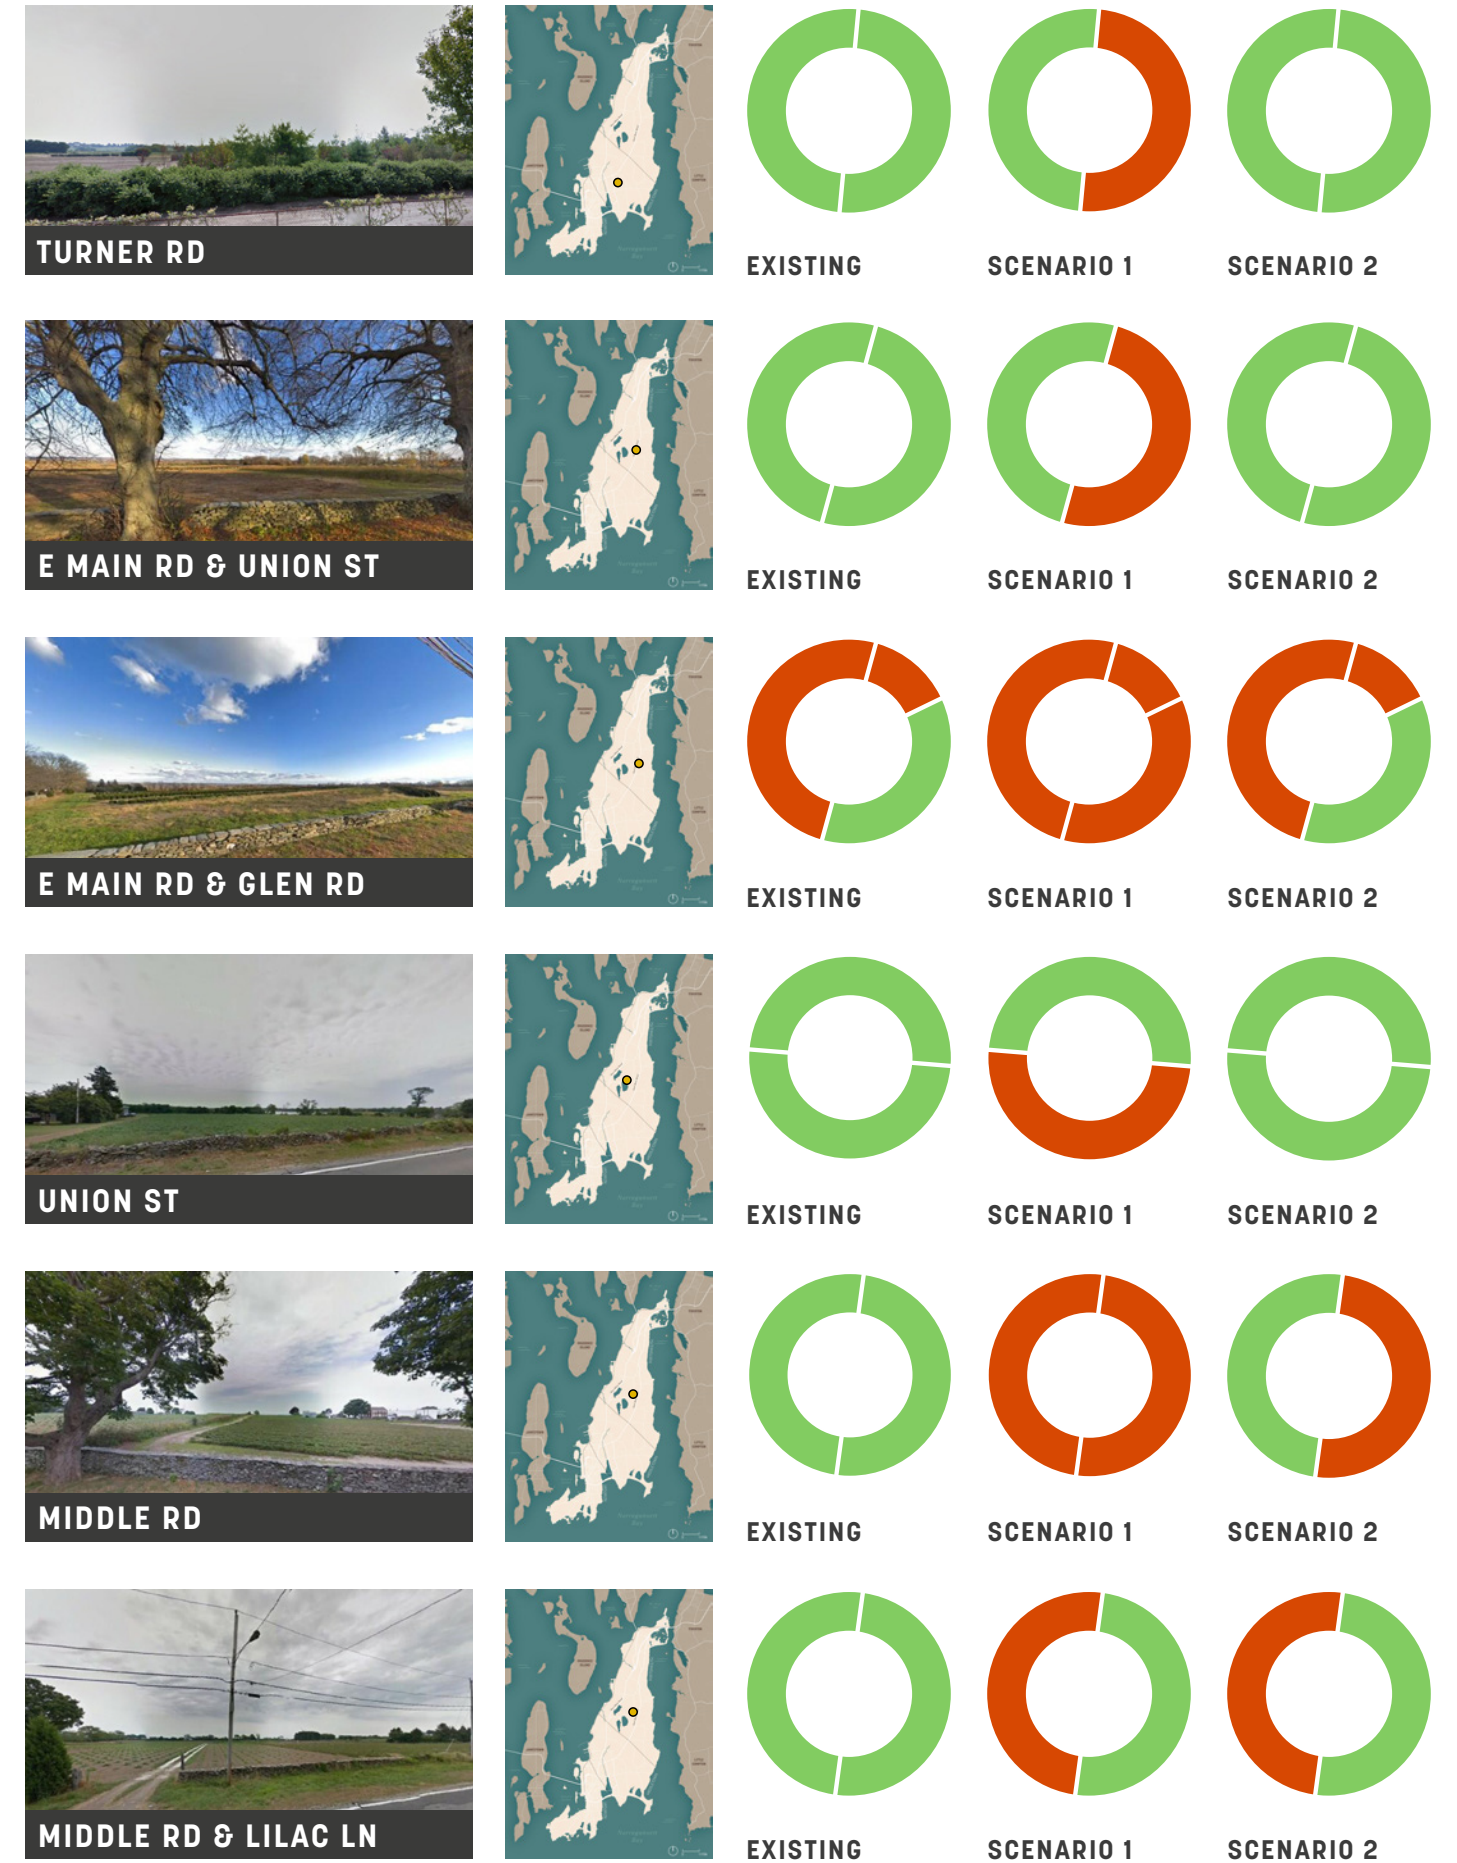 TURNER RD
EXISTING
SCENARIO 1
SCENARIO 2
E MAIN RD & UNION ST
EXISTING
SCENARIO 1
SCENARIO 2
E MAIN RD & GLEN RD
EXISTING
SCENARIO 1
SCENARIO 2
UNION ST
EXISTING
SCENARIO 1
SCENARIO 2
MIDDLE RD
EXISTING
SCENARIO 1
SCENARIO 2
MIDDLE RD & LILAC LN
EXISTING
SCENARIO 1
SCENARIO 2